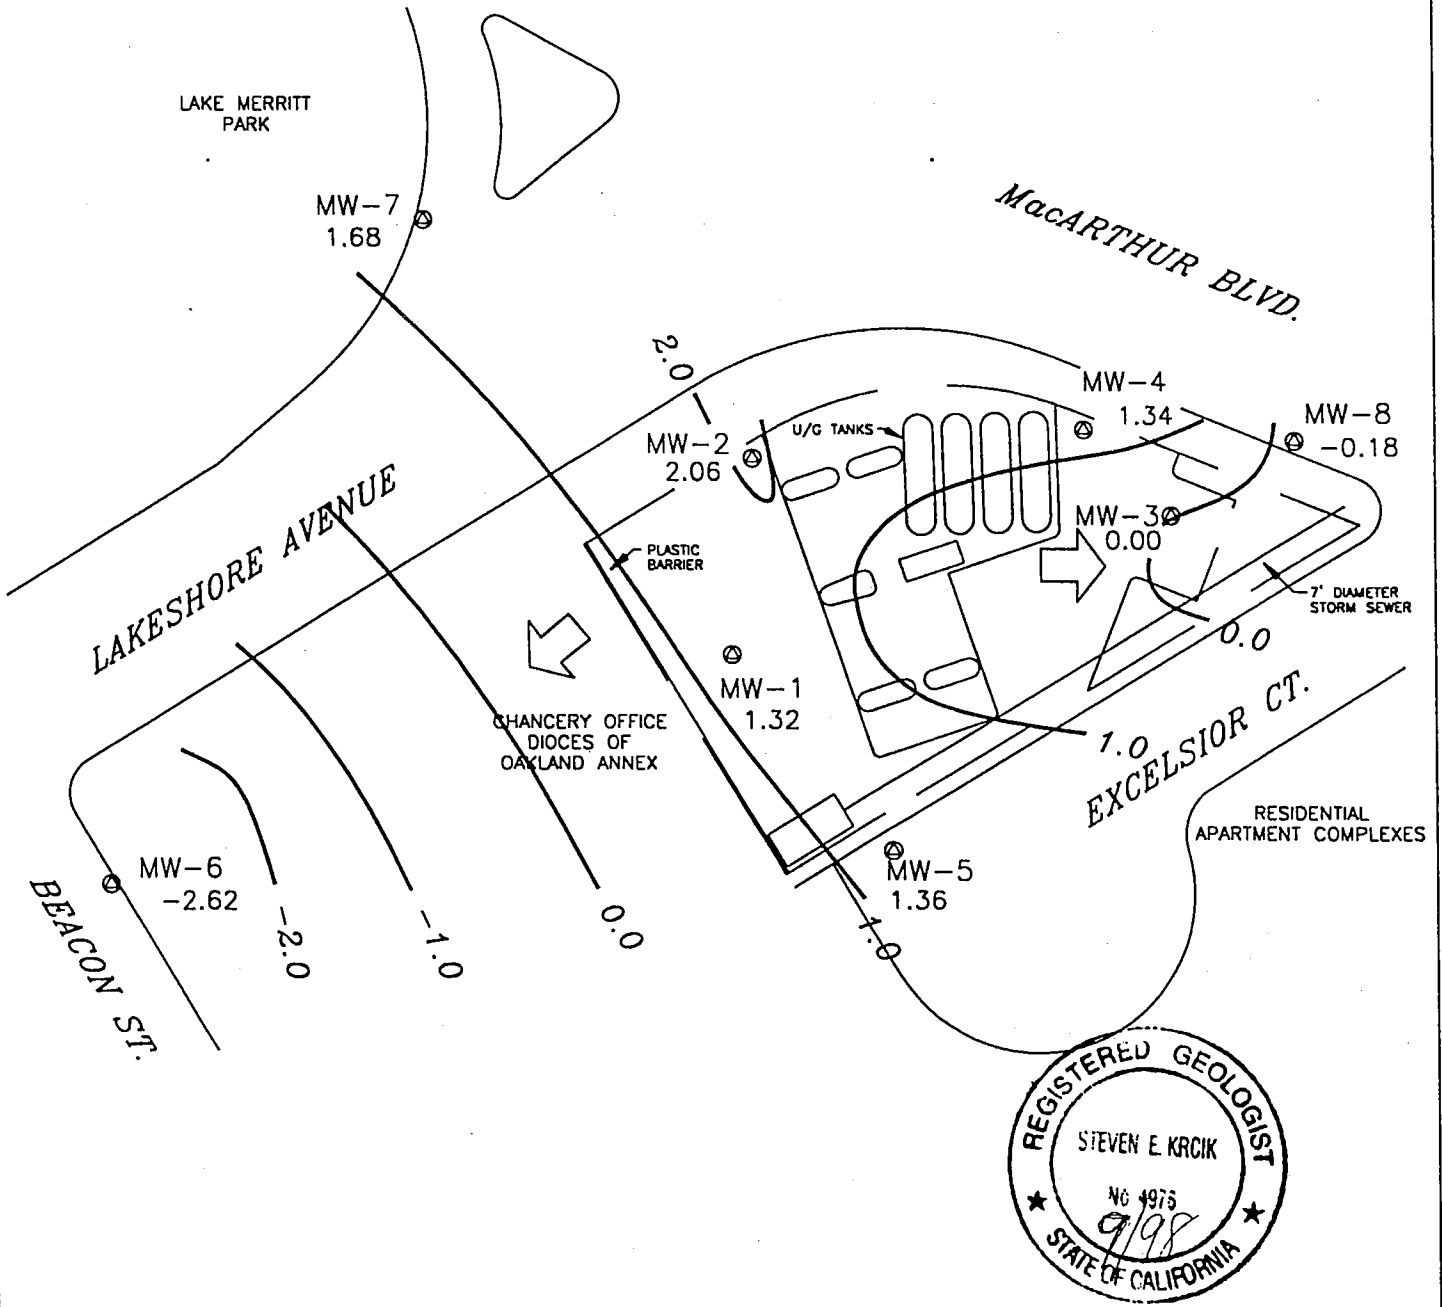 LAKE MERRITT
PARK
MW-7
1.68
MacARTHUR BLVD.
2.0
MW-4
1.34
MW-8
-0.18
U/G TANKS
MW-2
2.06
LAKESHORE AVENUE
MW-3
0.00
PLASTIC
BARRIER
7' DIAMETER
STORM SEWER
0.0
MW-1
1.32
CHANCERY OFFICE
DIOCES OF
OAKLAND ANNEX
1.0
EXCELSIOR CT.
RESIDENTIAL
APARTMENT COMPLEXES
MW-6
-2.62
MW-5
1.36
BEACON ST.
-2.0
-1.0
0.0
1.0
REGISTERED GEOLOGIST
STEVEN E. KRCIK
NO 4976
9/98
STATE OF CALIFORNIA